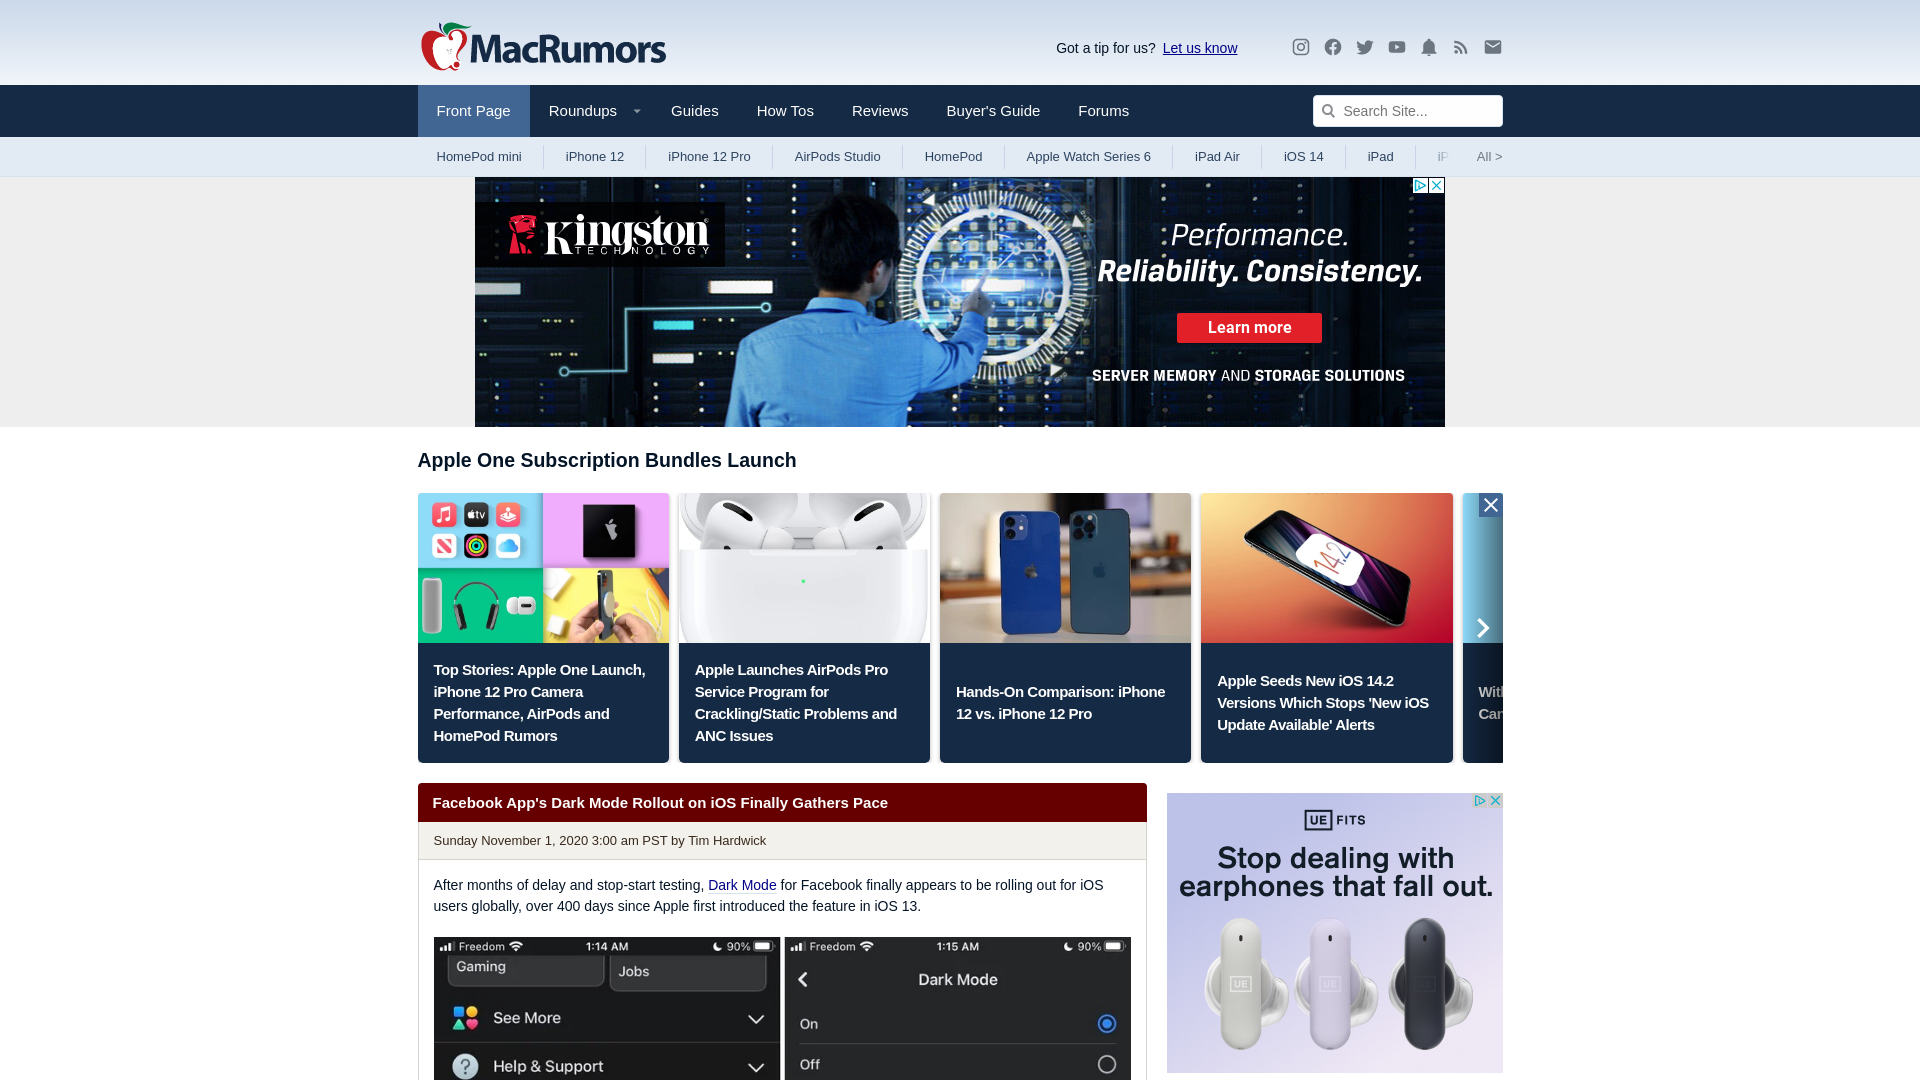 MacRumors
Got a tip for us? Let us know
Front Page
Roundups
Guides
How Tos
Reviews
Buyer's Guide
Forums
Search Site...
HomePod mini
iPhone 12
iPhone 12 Pro
AirPods Studio
HomePod
Apple Watch Series 6
iPad Air
iOS 14
iPad
iP
All >
Kingston
TECHNOLOGY
Performance.
Reliability. Consistency.
Learn more
SERVER MEMORY AND STORAGE SOLUTIONS
Apple One Subscription Bundles Launch
tv
14.2
Top Stories: Apple One Launch,
iPhone 12 Pro Camera
Performance, AirPods and
HomePod Rumors
Apple Launches AirPods Pro
Service Program for
Crackling/Static Problems and
ANC Issues
Hands-On Comparison: iPhone
12 vs. iPhone 12 Pro
Apple Seeds New iOS 14.2
Versions Which Stops 'New iOS
Update Available' Alerts
Facebook App's Dark Mode Rollout on iOS Finally Gathers Pace
Sunday November 1, 2020 3:00 am PST by Tim Hardwick
After months of delay and stop-start testing, Dark Mode for Facebook finally appears to be rolling out for iOS
users globally, over 400 days since Apple first introduced the feature in iOS 13.
Freedom 1:14 AM 90%
Gaming
Jobs
See More
Help & Support
Freedom 1:15 AM 90%
Dark Mode
On
Off
UE FITS
Stop dealing with
earphones that fall out.
UE
UE